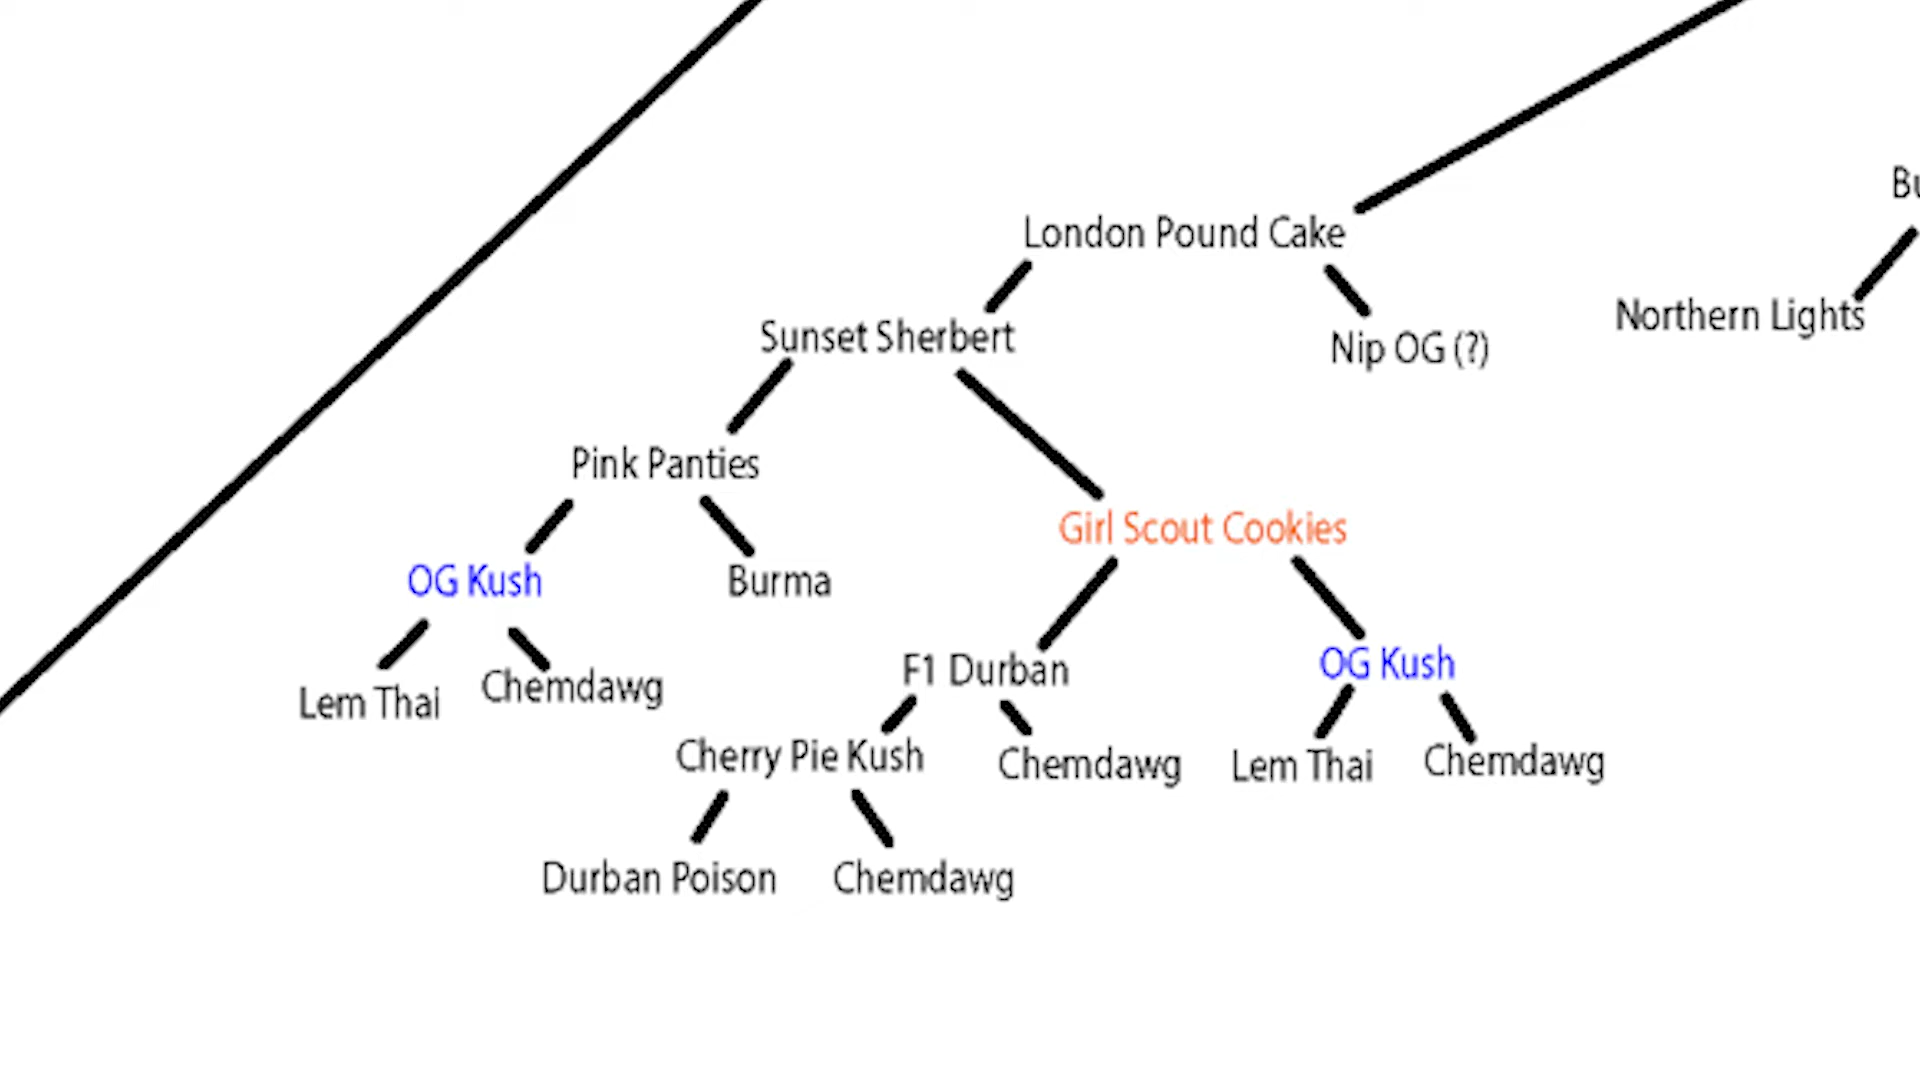 Bu
London Pound Cake
Northern Lights
Sunset Sherbert
Nip OG (?)
Pink Panties
Girl Scout Cookies
OG Kush
Burma
F1 Durban
OG Kush
Lem Thai
Chemdawg
Cherry Pie Kush
Chemdawg
Lem Thai
Chemdawg
Durban Poison
Chemdawg